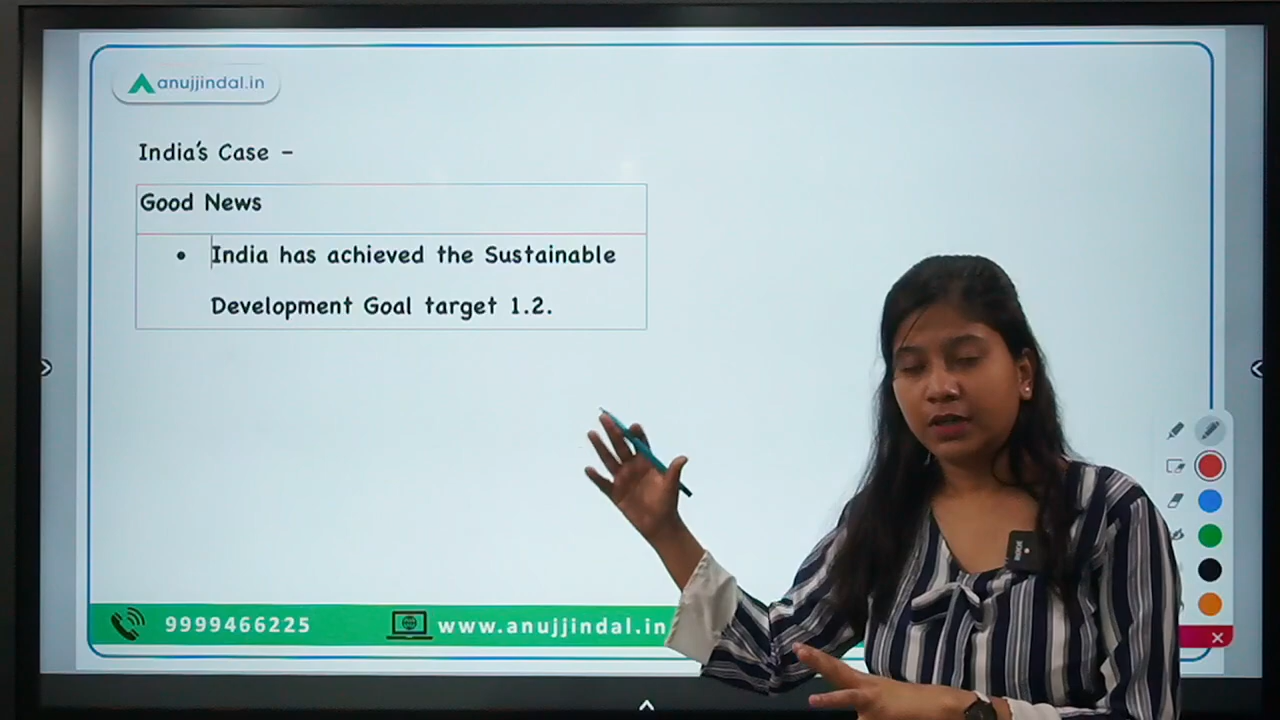 anujjindal.in
India's Case –
Good News
• India has achieved the Sustainable
Development Goal target 1.2.
9999466225
www.anujjindal.in